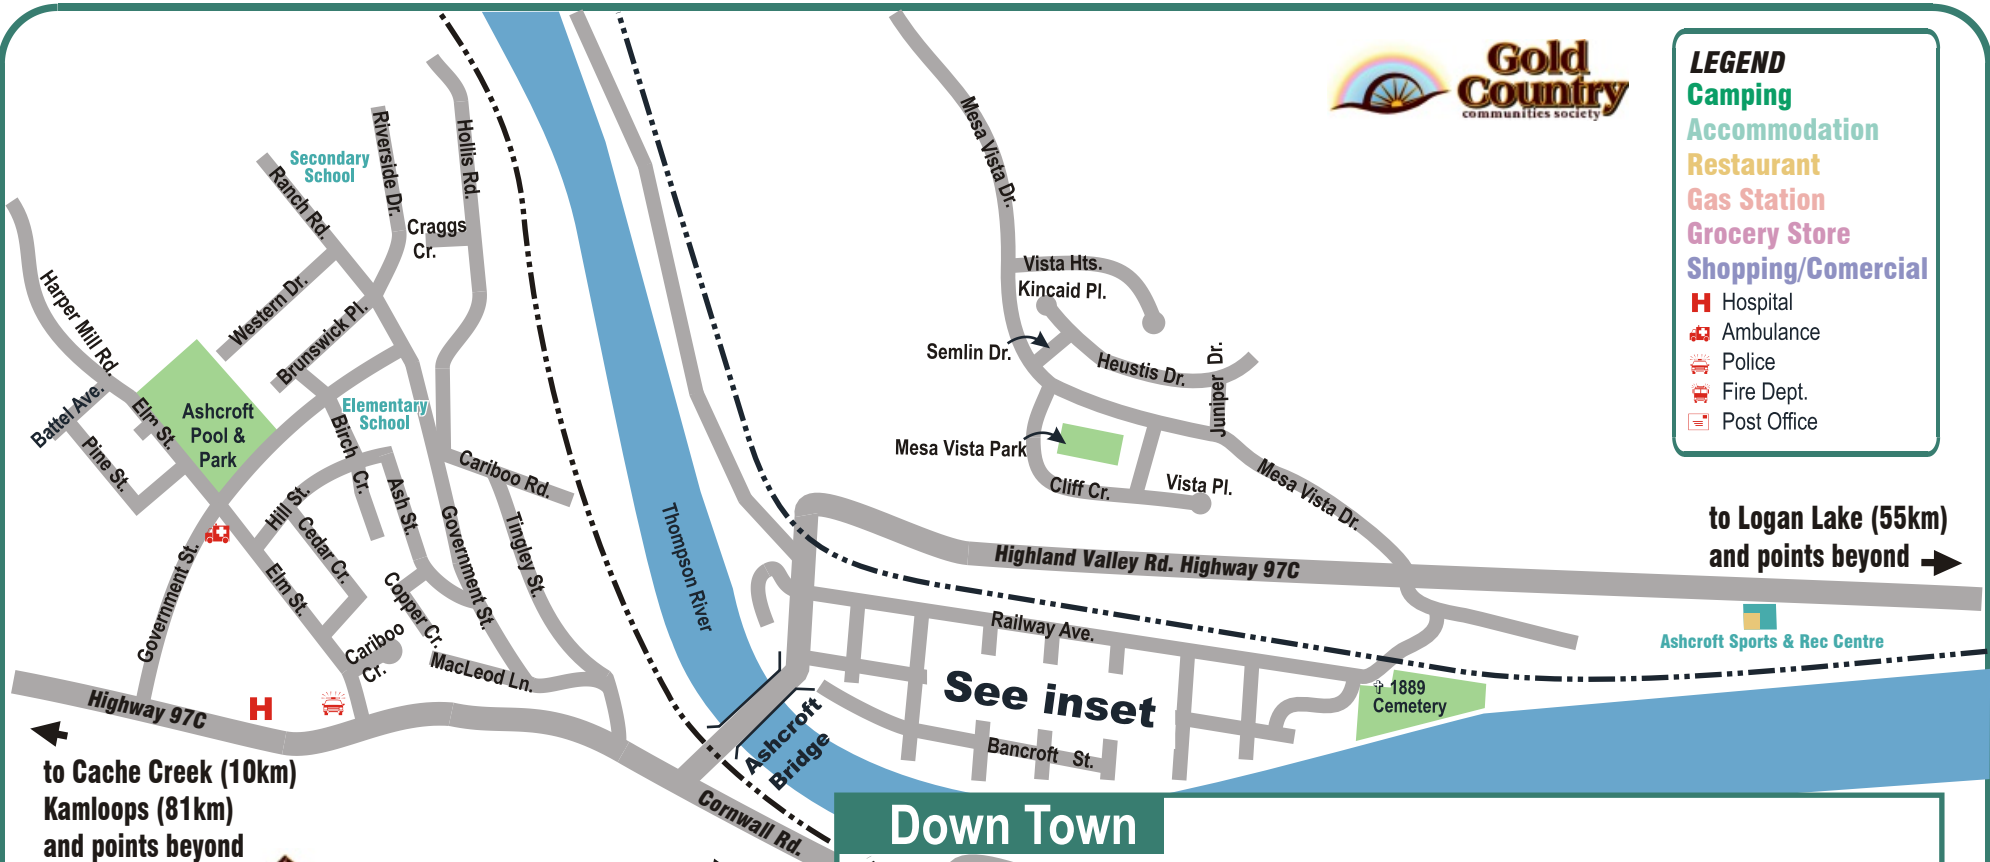 Gold
Country
communities society
LEGEND
Camping
Accommodation
Restaurant
Gas Station
Grocery Store
Shopping/Comercial
H Hospital
Ambulance
Police
Fire Dept.
Post Office
Secondary
School
Riverside Dr.
Hollis Rd.
Ranch Rd.
Craggs
Cr.
Harper Mill Rd.
Western Dr.
Brunswick Pl.
Battel Ave.
Elm St.
Pine St.
Ashcroft
Pool &
Park
Elementary
School
Birch Cr.
Hill St.
Ash St.
Cariboo Rd.
Cedar Cr.
Government St.
Tingley St.
Government St.
Elm St.
Copper Cr.
Cariboo
Cr.
MacLeod Ln.
Highway 97C
H
to Cache Creek (10km)
Kamloops (81km)
and points beyond
Thompson River
Ashcroft
Bridge
Cornwall Rd.
Mesa Vista Dr.
Vista Hts.
Kincaid Pl.
Semlin Dr.
Heustis Dr.
Juniper Dr.
Mesa Vista Park
Cliff Cr.
Vista Pl.
Mesa Vista Dr.
Highland Valley Rd. Highway 97C
to Logan Lake (55km)
and points beyond
Ashcroft Sports & Rec Centre
Railway Ave.
See inset
Bancroft St.
1889
Cemetery
Down Town